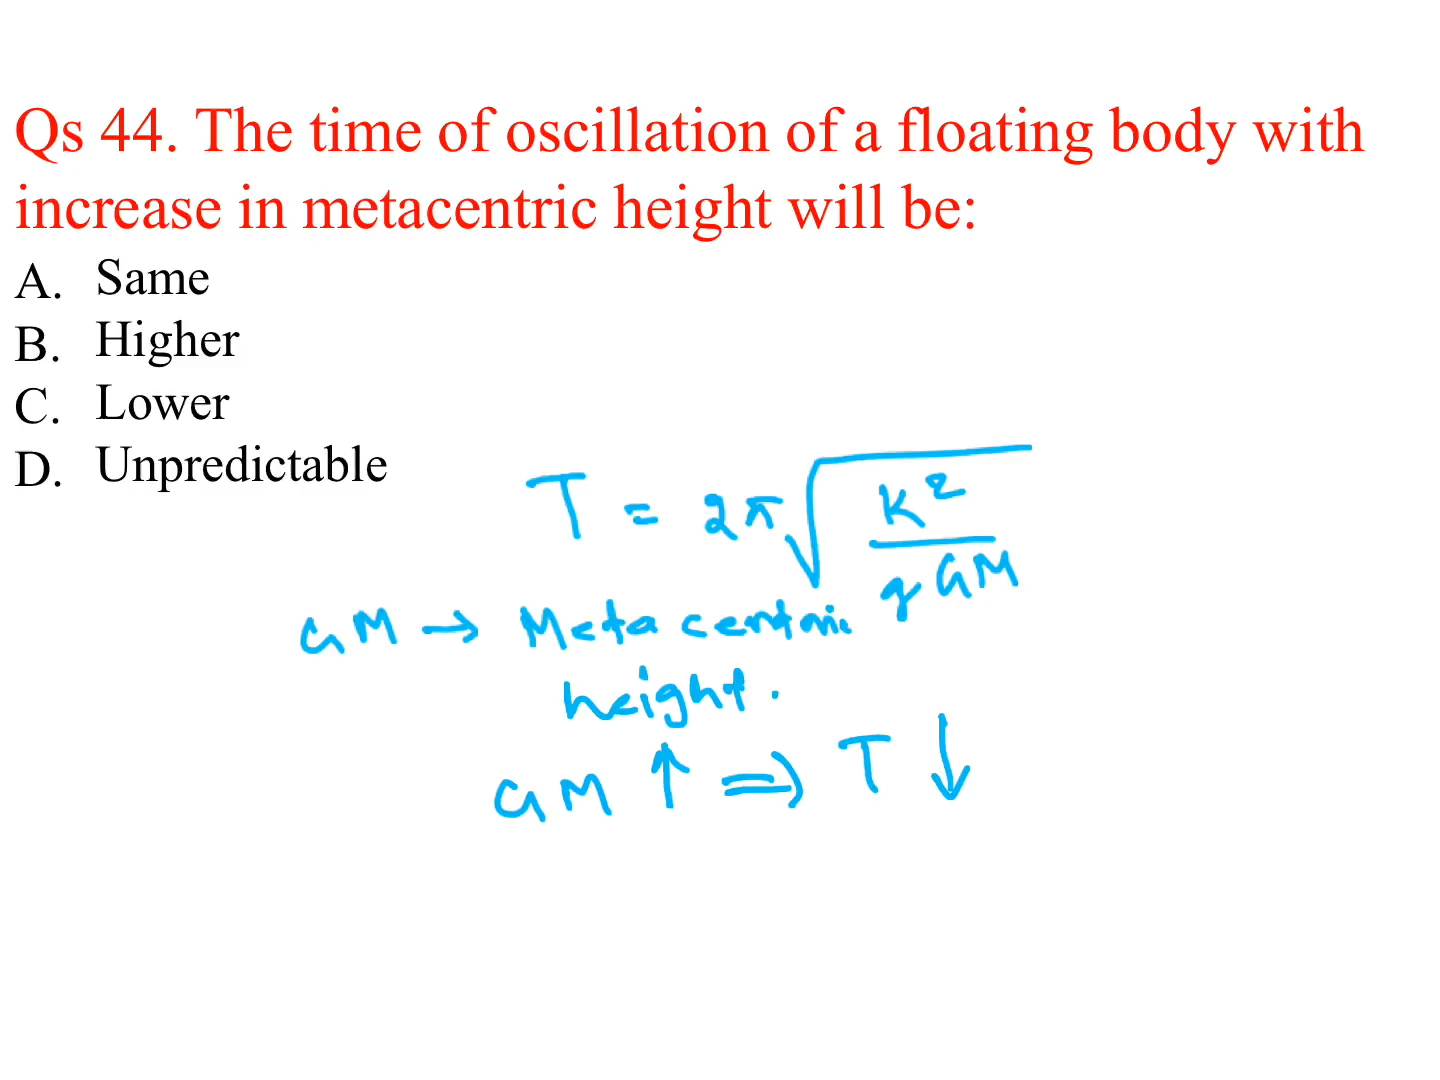 Qs 44. The time of oscillation of a floating body with
increase in metacentric height will be:
A. Same
B. Higher
C. Lower
D. Unpredictable
T = 2π√(K²/gGM)
GM → Metacentric
height.
GM ↑ ⇒ T ↓